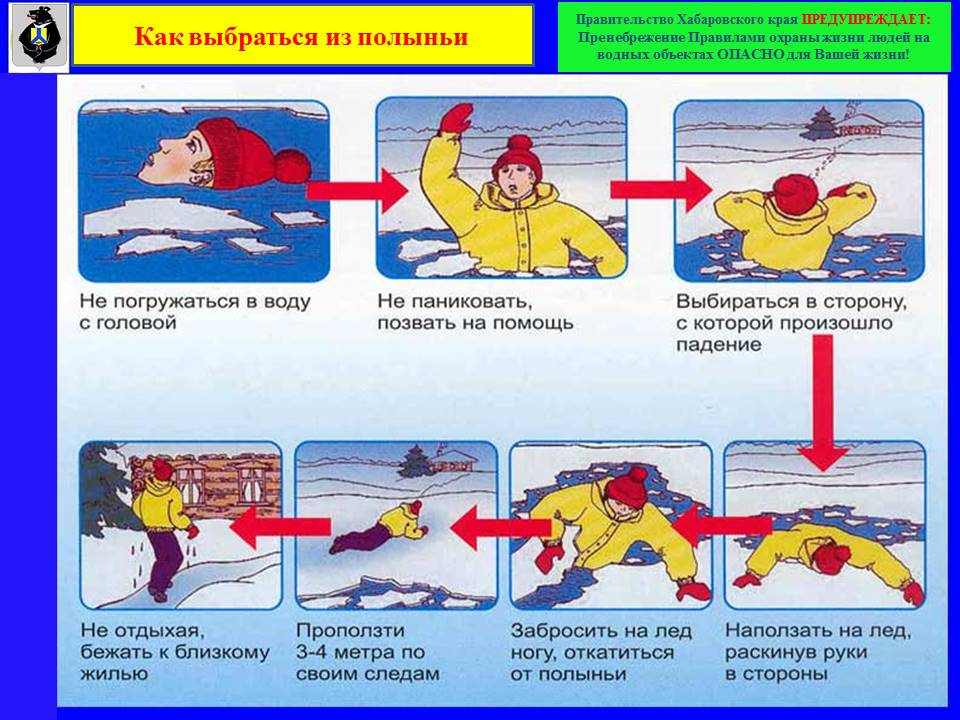 Как выбраться из полыньи
Правительство Хабаровского края ПРЕДУПРЕЖДАЕТ:
Пренебрежение Правилами охраны жизни людей на
водных объектах ОПАСНО для Вашей жизни!
Не погружаться в воду
с головой
Не паниковать,
позвать на помощь
Выбираться в сторону,
с которой произошло
падение
Не отдыхая,
бежать к близкому
жилью
Проползти
3-4 метра по
своим следам
Забросить на лед
ногу, откатиться
от полыньи
Наползать на лед,
раскинув руки
в стороны